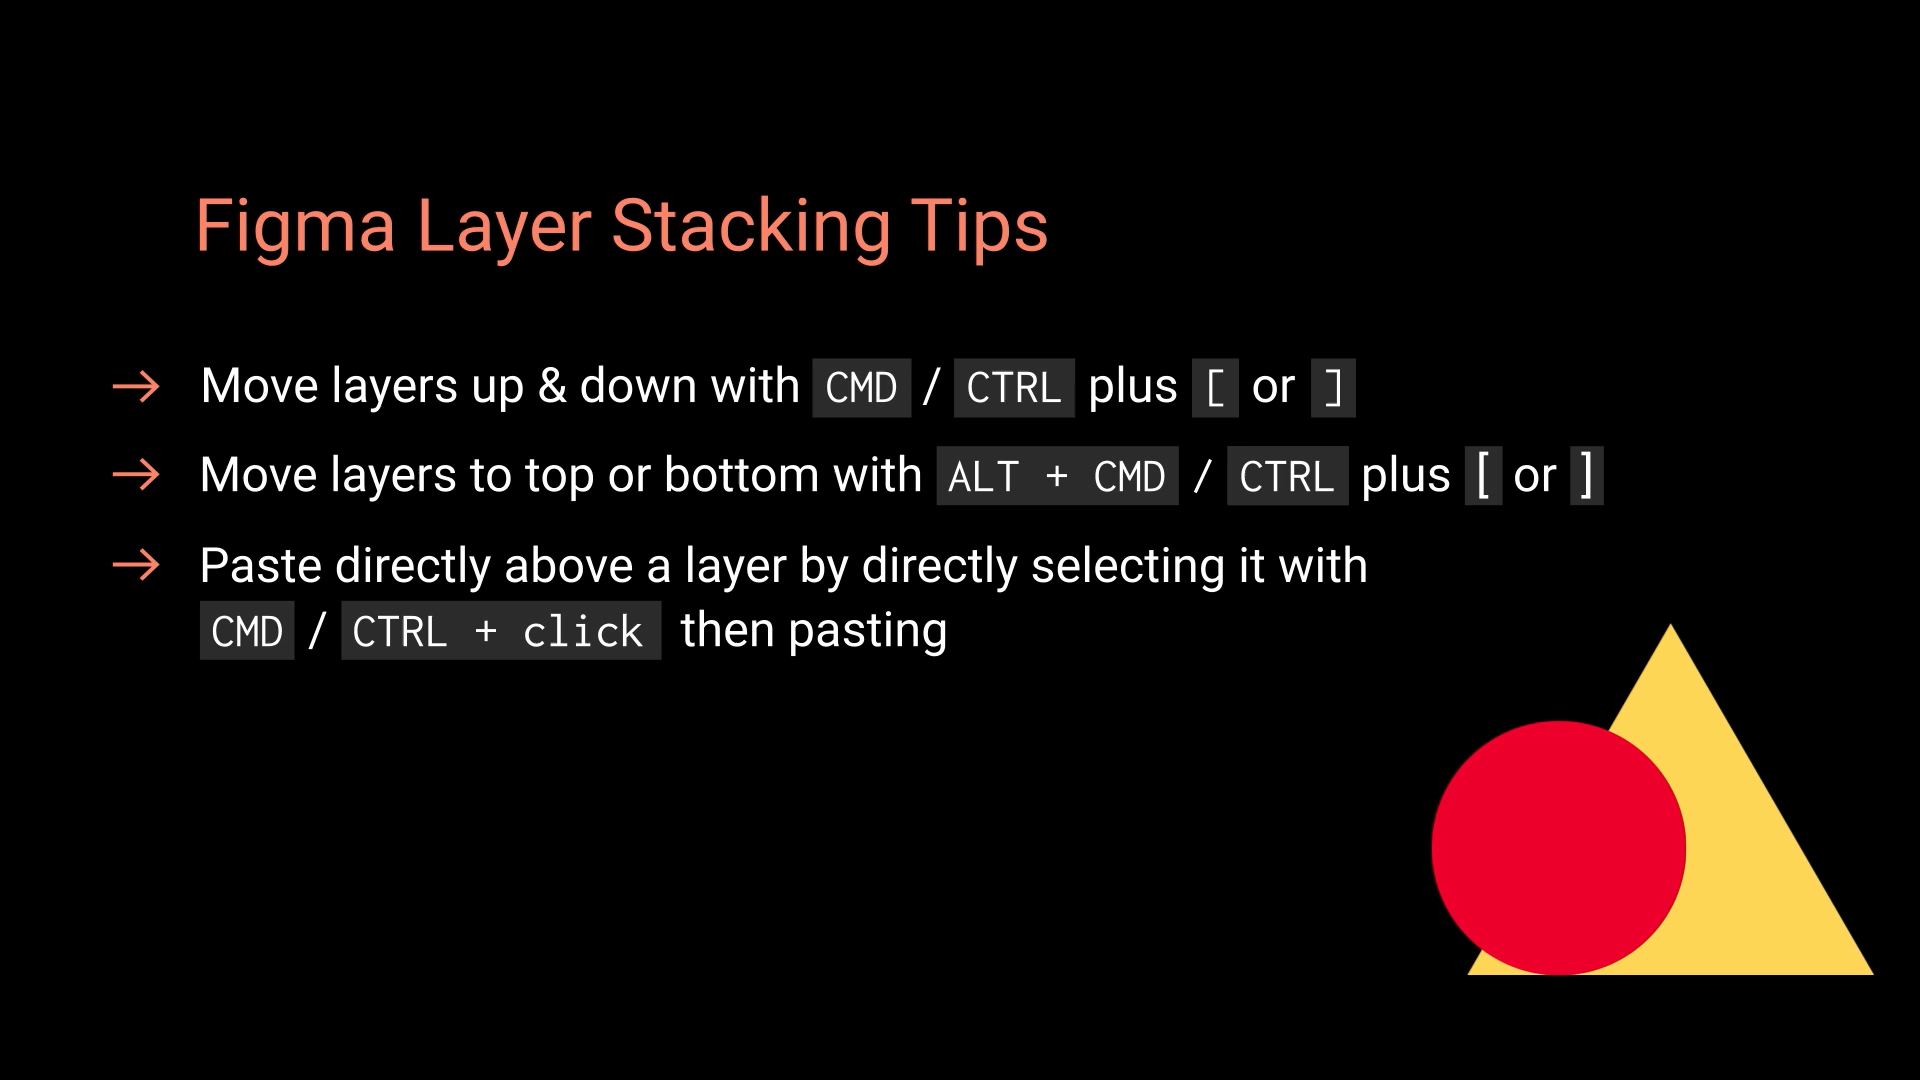 Figma Layer Stacking Tips
→ Move layers up & down with CMD / CTRL plus [ or ]
→ Move layers to top or bottom with ALT + CMD / CTRL plus [ or ]
→ Paste directly above a layer by directly selecting it with
CMD / CTRL + click then pasting